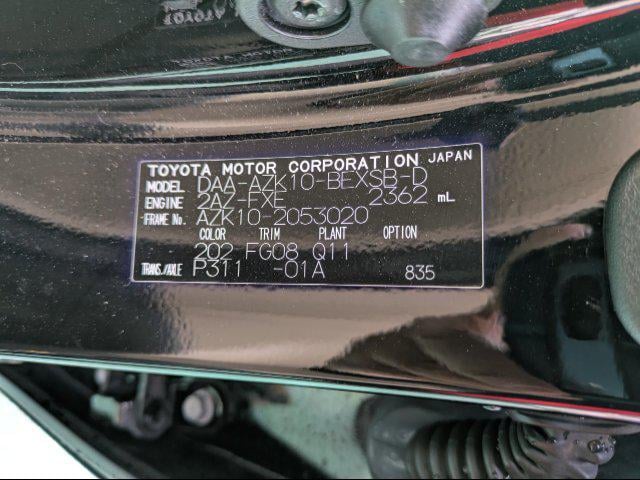 TOYOTA MOTOR CORPORATION JAPAN
MODEL DAA-AZK10-BEXSB-D
ENGINE 2AZ-FXE 2362 mL
FRAME No. AZK10-2053020
COLOR TRIM PLANT OPTION
202 FG08 Q11
TRANS./AXLE P311 -01A 835